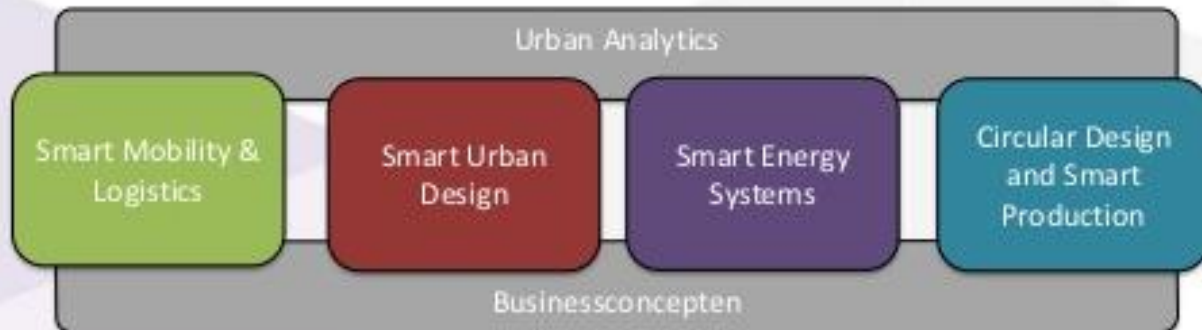 Urban Analytics
Smart Mobility &
Logistics
Smart Urban
Design
Smart Energy
Systems
Circular Design
and Smart
Production
Businessconcepten